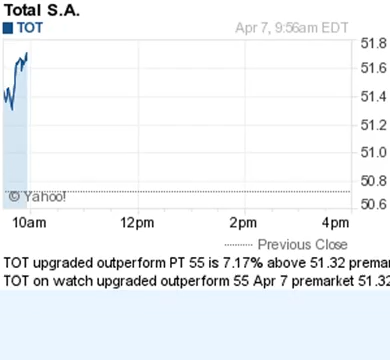 Total S.A.
TOT
Apr 7, 9:56am EDT
51.8
51.6
51.4
51.2
51.0
50.8
50.6
© Yahoo!
10am 12pm 2pm 4pm
Previous Close
TOT upgraded outperform PT 55 is 7.17% above 51.32 premar
TOT on watch upgraded outperform 55 Apr 7 premarket 51.32